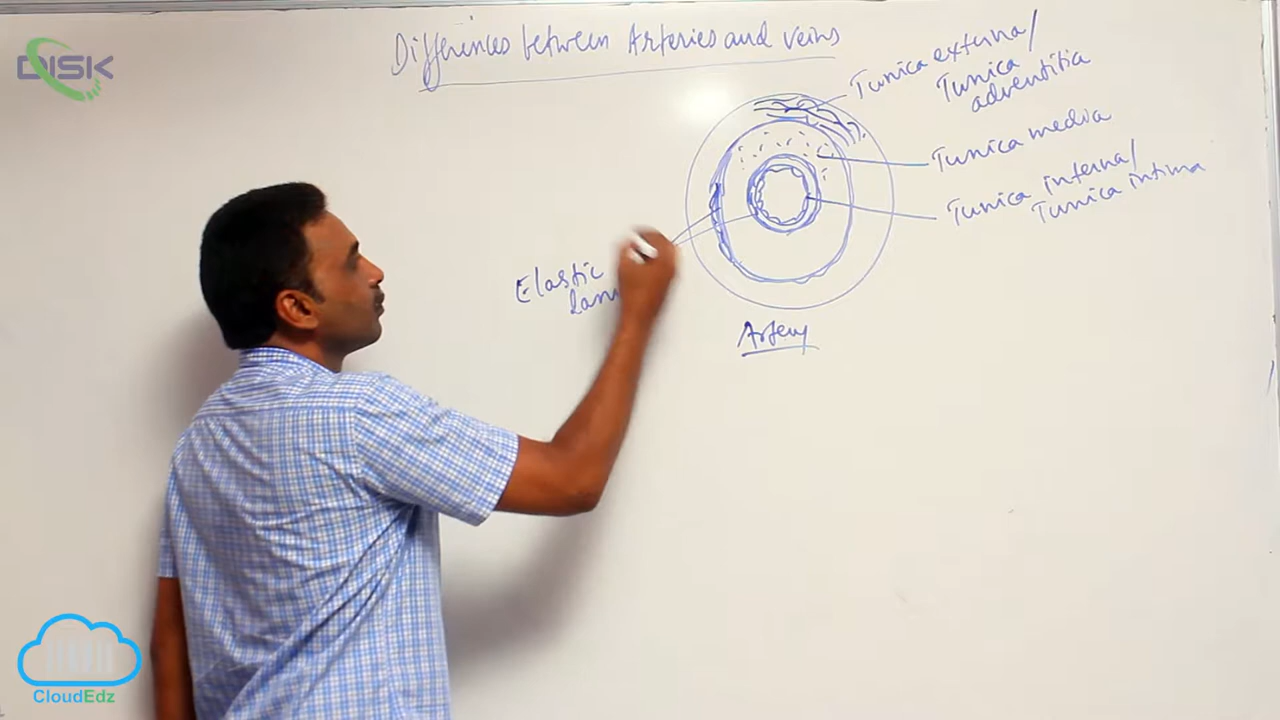 Differences between Arteries and veins
DISK
Tunica externa/
Tunica
adventitia
Tunica media
Tunica interna/
Tunica intima
Elastic
Artery
CloudEdz